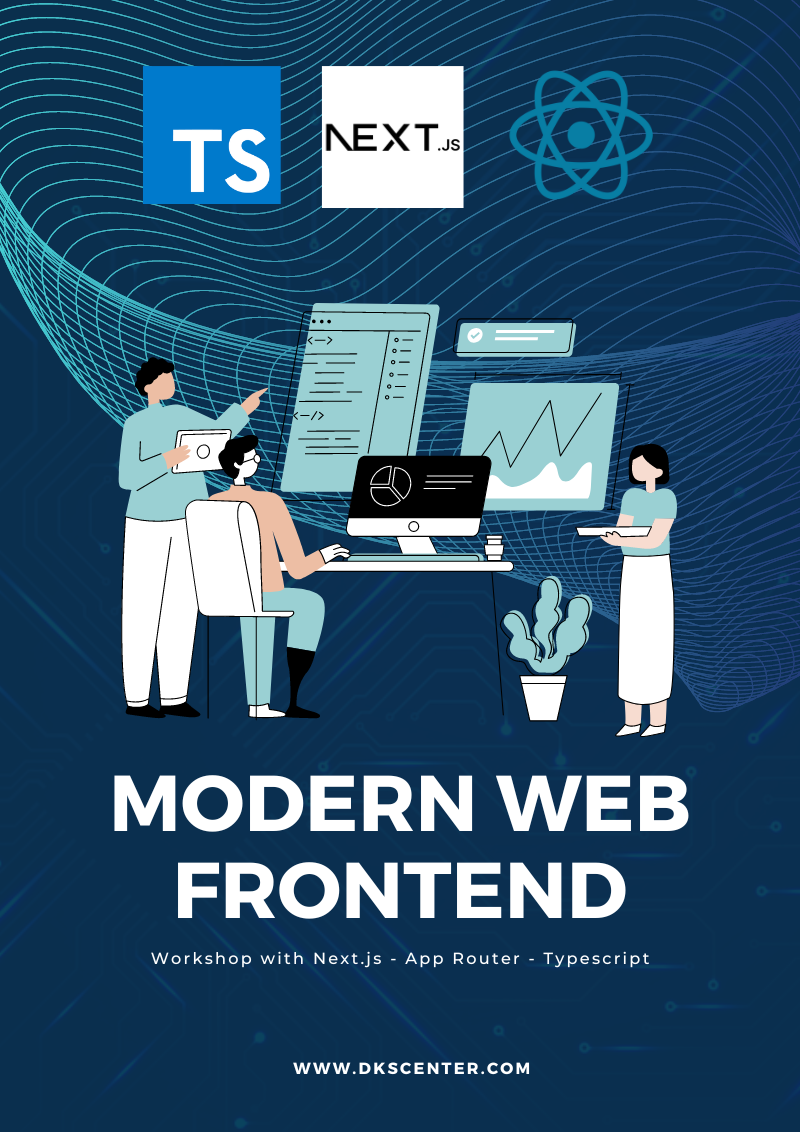 TS
NEXT.JS
<—>
<—/>
MODERN WEB
FRONTEND
Workshop with Next.js - App Router - Typescript
WWW.DKSCENTER.COM